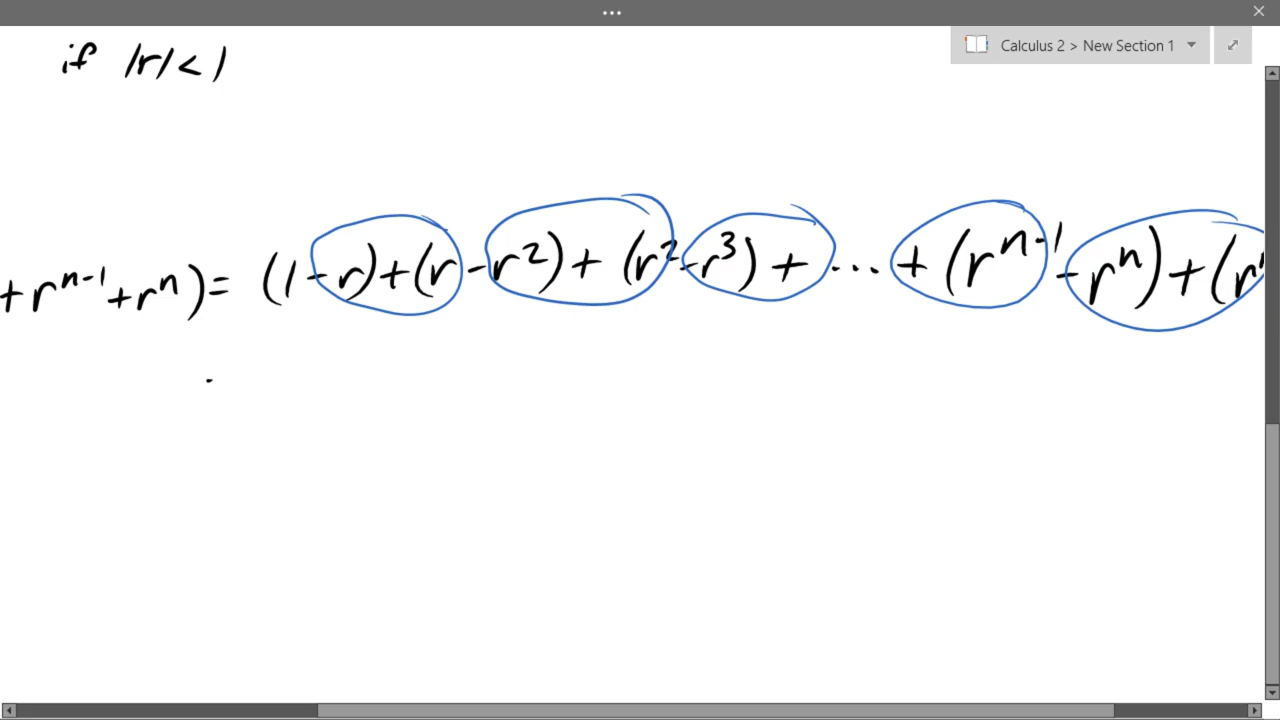 Calculus 2 > New Section 1
if |r| < 1
+ r^{n-1} + r^n) = (1 - r) + (r - r^2) + (r^2 - r^3) + ... + (r^{n-1} - r^n) + (r